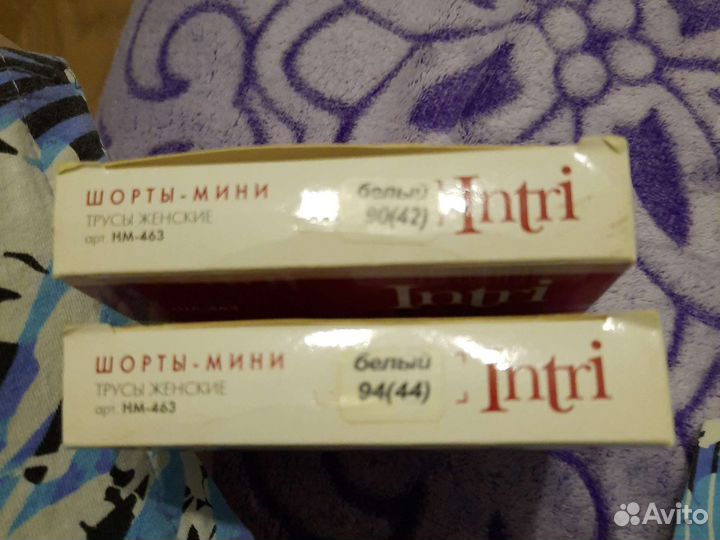 ШОРТЫ-МИНИ
ТРУСЫ ЖЕНСКИЕ
арт. НМ-463
белый
90(42)
Intri
Intri
ШОРТЫ-МИНИ
ТРУСЫ ЖЕНСКИЕ
арт. НМ-463
белый
94(44)
Intri
Avito